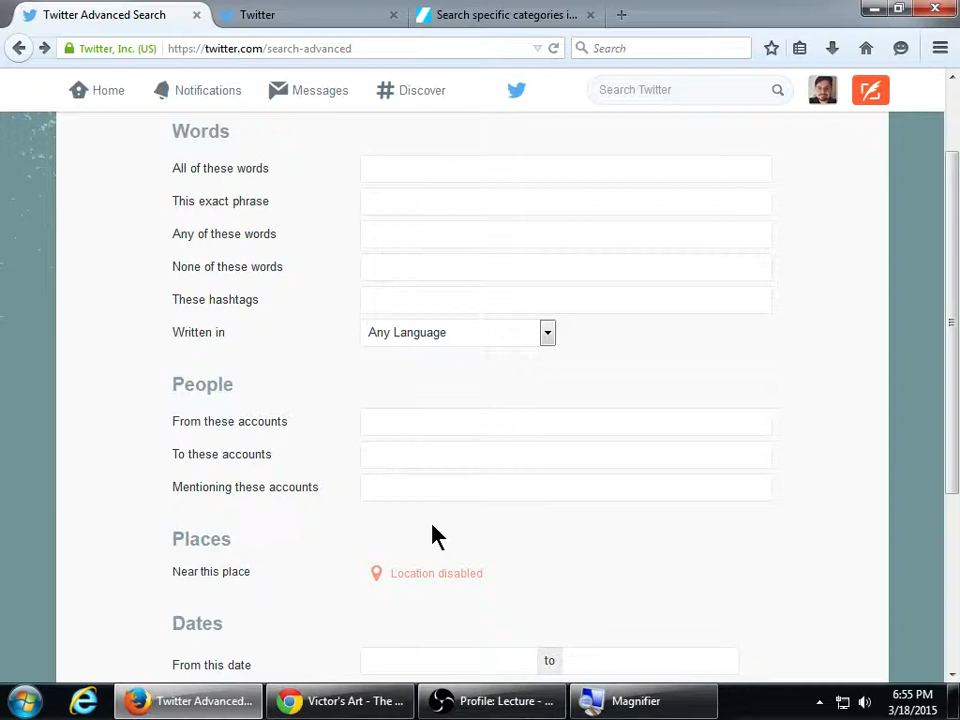 Twitter Advanced Search
Twitter
Search specific categories i...
Twitter, Inc. (US)
https://twitter.com/search-advanced
Search
Home
Notifications
Messages
Discover
Search Twitter
Words
All of these words
This exact phrase
Any of these words
None of these words
These hashtags
Written in
Any Language
People
From these accounts
To these accounts
Mentioning these accounts
Places
Near this place
Location disabled
Dates
From this date
to
Twitter Advanced...
Victor's Art - The ...
Profile: Lecture - ...
Magnifier
6:55 PM
3/18/2015